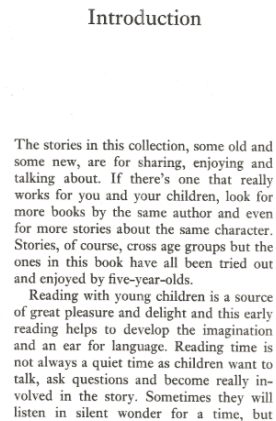 Introduction
The stories in this collection, some old and
some new, are for sharing, enjoying and
talking about. If there's one that really
works for you and your children, look for
more books by the same author and even
for more stories about the same character.
Stories, of course, cross age groups but the
ones in this book have all been tried out
and enjoyed by five-year-olds.
Reading with young children is a source
of great pleasure and delight and this early
reading helps to develop the imagination
and an ear for language. Reading time is
not always a quiet time as children want to
talk, ask questions and become really in-
volved in the story. Sometimes they will
listen in silent wonder for a time, but